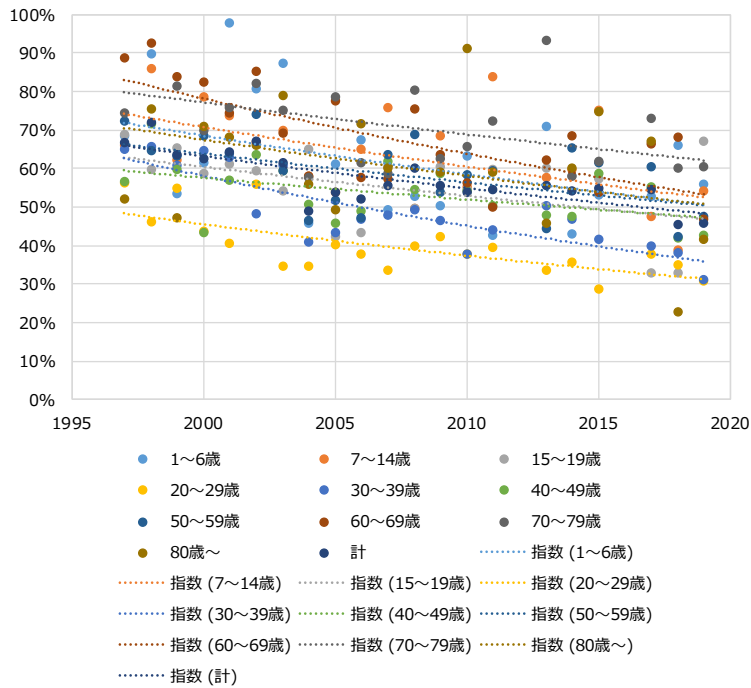 100%
90%
80%
70%
60%
50%
40%
30%
20%
10%
0%
1995 2000 2005 2010 2015 2020
1～6歳 7～14歳 15～19歳
20～29歳 30～39歳 40～49歳
50～59歳 60～69歳 70～79歳
80歳～ 計 指数 (1～6歳)
指数 (7～14歳) 指数 (15～19歳) 指数 (20～29歳)
指数 (30～39歳) 指数 (40～49歳) 指数 (50～59歳)
指数 (60～69歳) 指数 (70～79歳) 指数 (80歳～)
指数 (計)